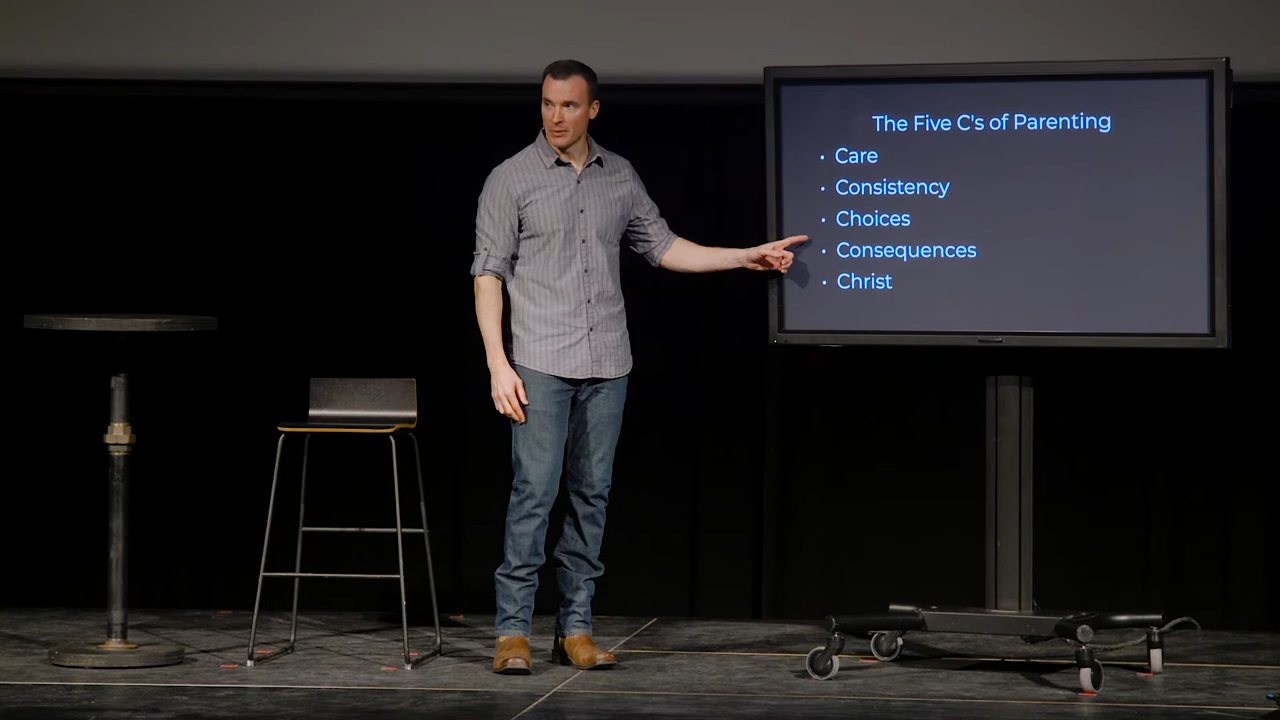 The Five C's of Parenting
• Care
• Consistency
• Choices
• Consequences
• Christ